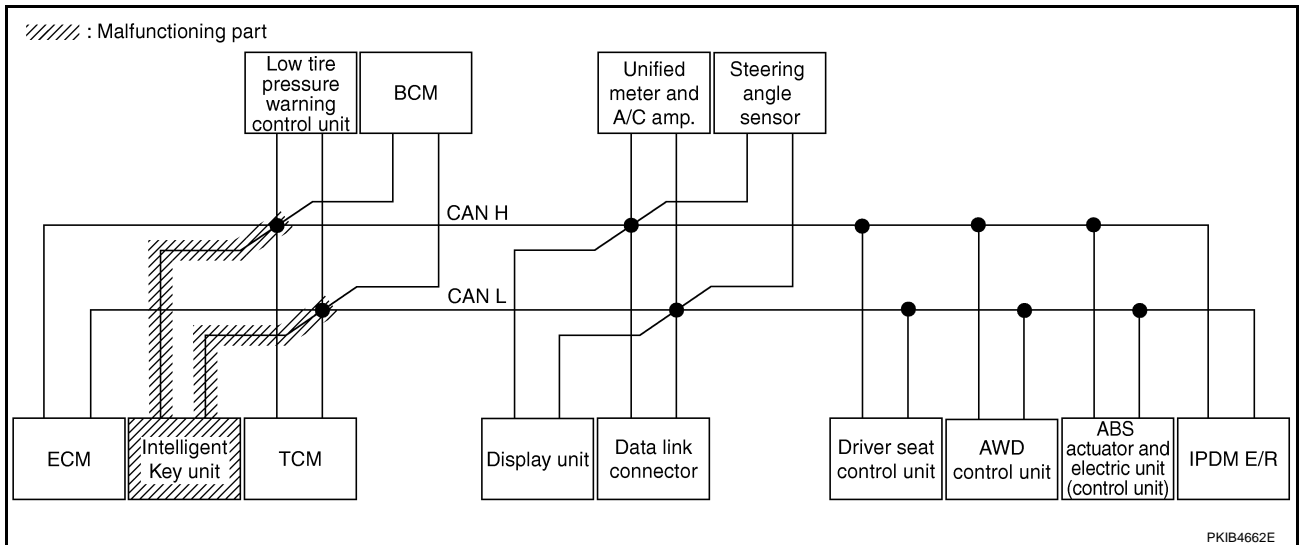 : Malfunctioning part
Low tire
pressure
warning
control unit
BCM
Unified
meter and
A/C amp.
Steering
angle
sensor
CAN H
CAN L
ECM
Intelligent
Key unit
TCM
Display unit
Data link
connector
Driver seat
control unit
AWD
control unit
ABS
actuator and
electric unit
(control unit)
IPDM E/R
PKIB4662E